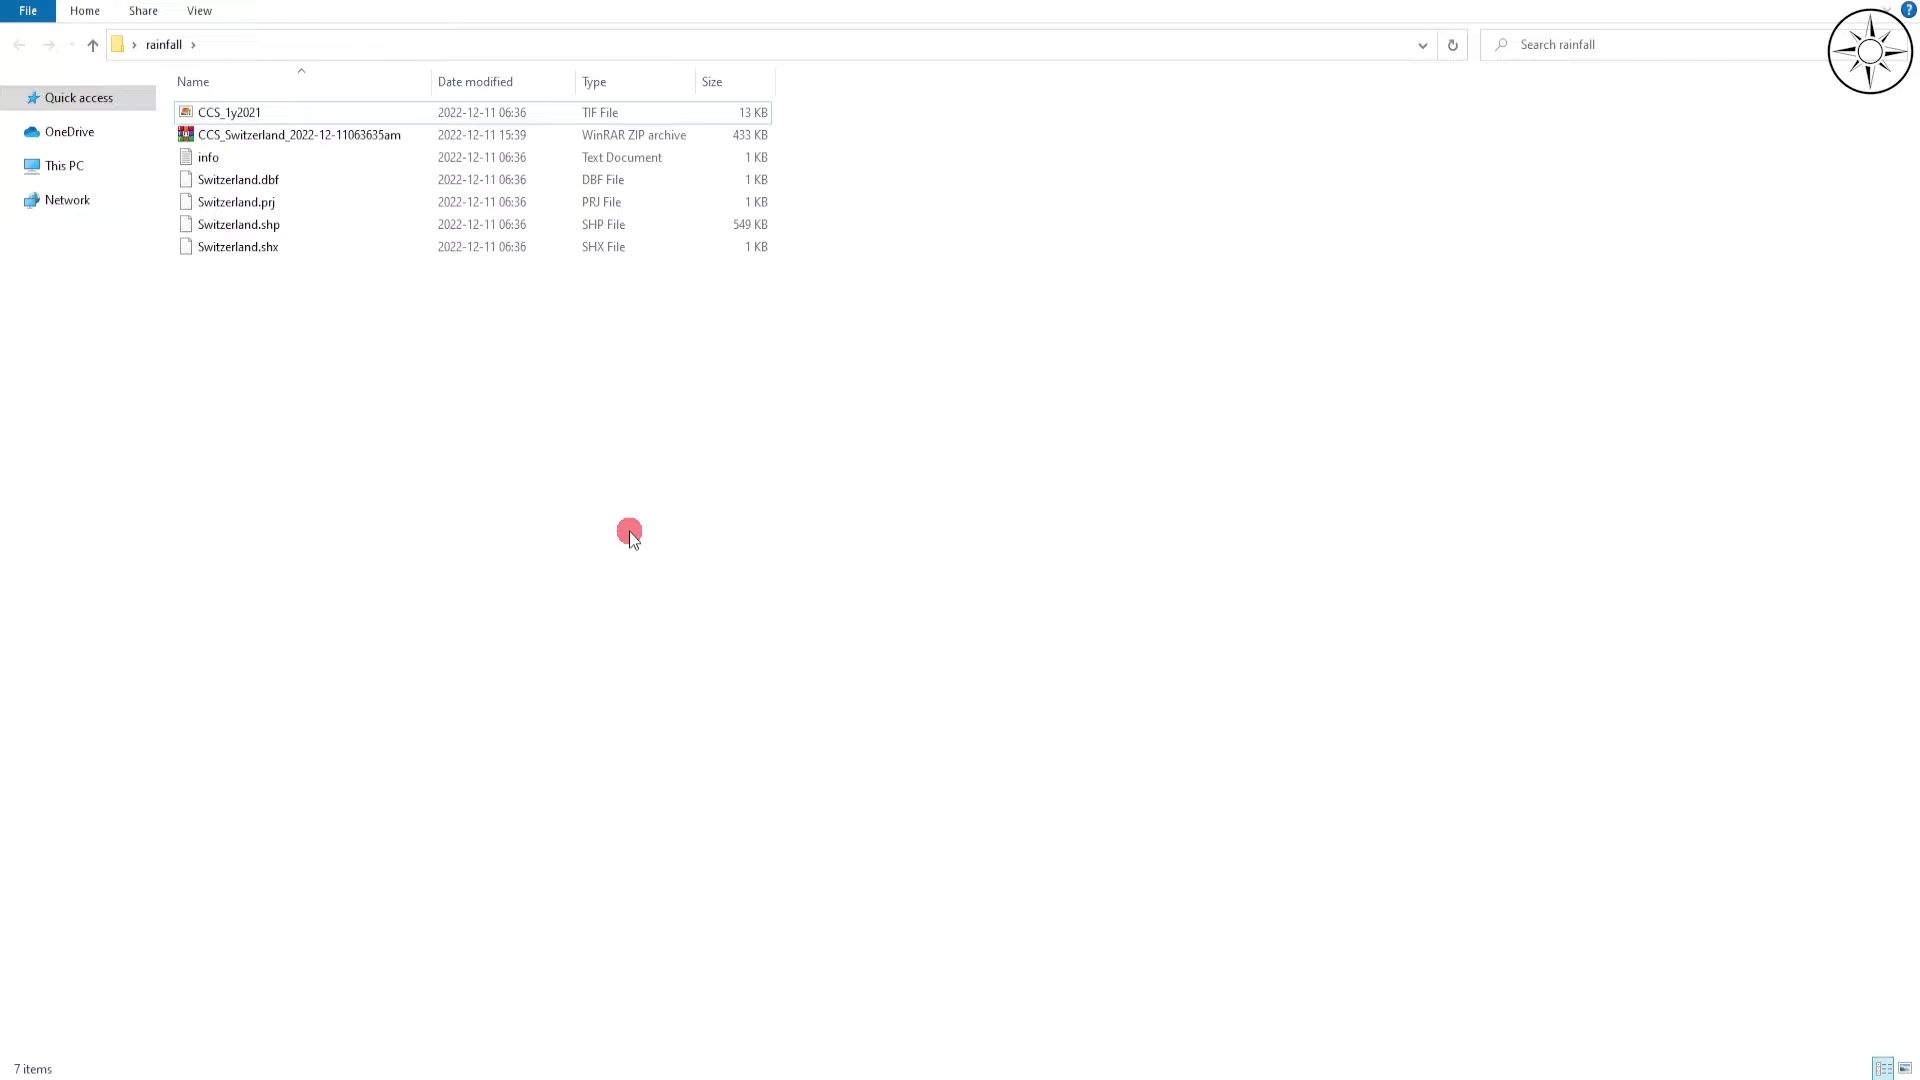 File Home Share View ?
rainfall Search rainfall
Name Date modified Type Size
Quick access
OneDrive
This PC
Network
CCS_1y2021 2022-12-11 06:36 TIF File 13 KB
CCS_Switzerland_2022-12-11063635am 2022-12-11 15:39 WinRAR ZIP archive 433 KB
info 2022-12-11 06:36 Text Document 1 KB
Switzerland.dbf 2022-12-11 06:36 DBF File 1 KB
Switzerland.prj 2022-12-11 06:36 PRJ File 1 KB
Switzerland.shp 2022-12-11 06:36 SHP File 549 KB
Switzerland.shx 2022-12-11 06:36 SHX File 1 KB
7 items